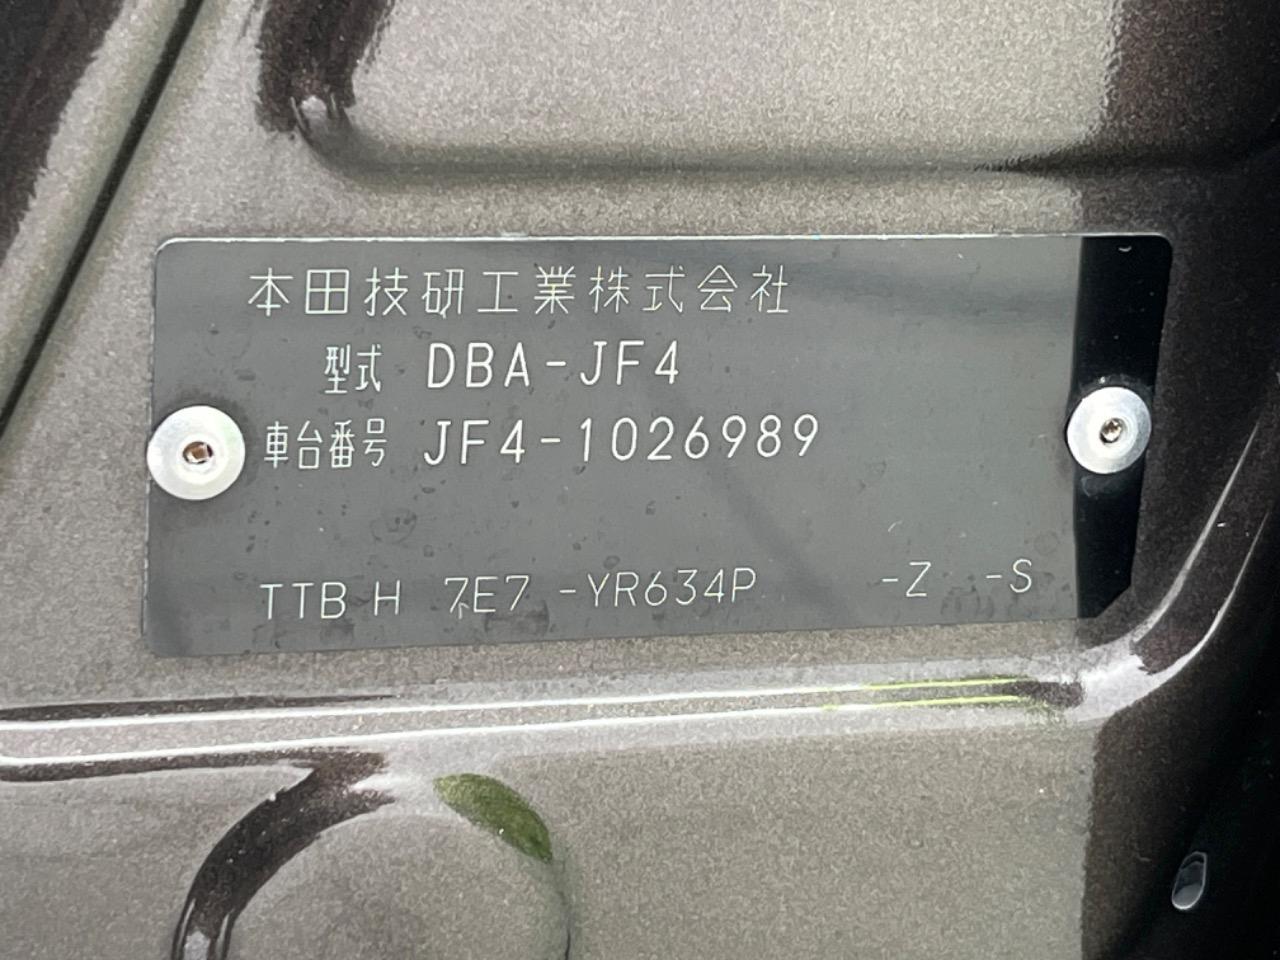 本田技研工業株式会社
型式 DBA-JF4
車台番号 JF4-1026989
TTB H 7E7 -YR634P -Z -S